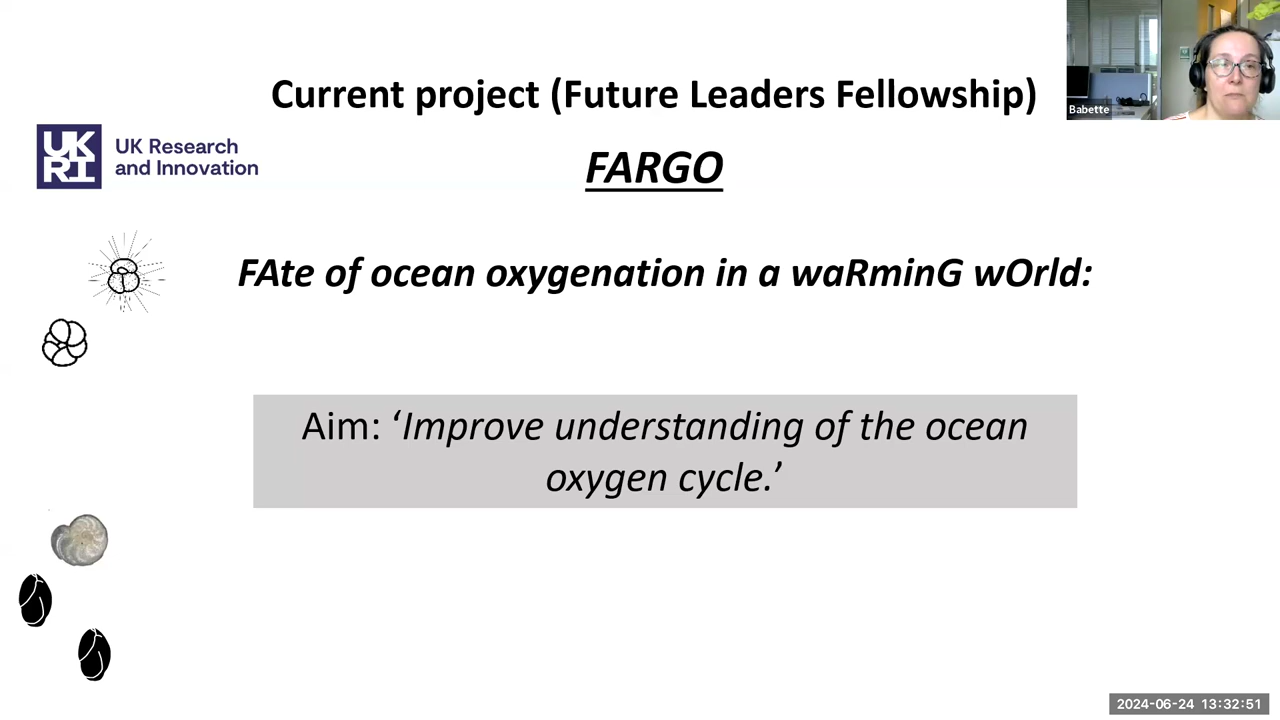 Current project (Future Leaders Fellowship)
Babette
UKRI
UK Research
and Innovation
FARGO
FAte of ocean oxygenation in a waRminG wOrld:
Aim: ‘Improve understanding of the ocean
oxygen cycle.’
2024-06-24 13:32:51